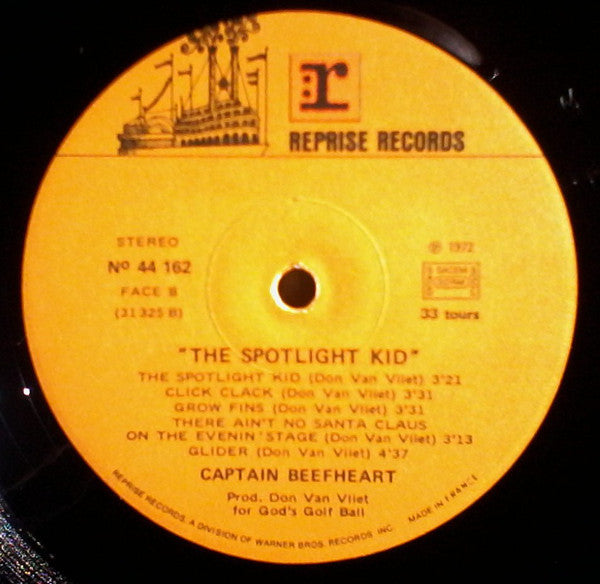 r
REPRISE RECORDS
STEREO
Nº 44 162
FACE B
(31 325 B)
℗ 1972
SACEM
33 tours
"THE SPOTLIGHT KID"
THE SPOTLIGHT KID (Don Van Vliet) 3'21
CLICK CLACK (Don Van Vliet) 3'31
GROW FINS (Don Van Vliet) 3'31
THERE AIN'T NO SANTA CLAUS
ON THE EVENIN' STAGE (Don Van Vliet) 3'13
GLIDER (Don Van Vliet) 4'37
CAPTAIN BEEFHEART
Prod. Don Van Vliet
for God's Golf Ball
REPRISE RECORDS, A DIVISION OF WARNER BROS. RECORDS INC.
MADE IN FRANCE